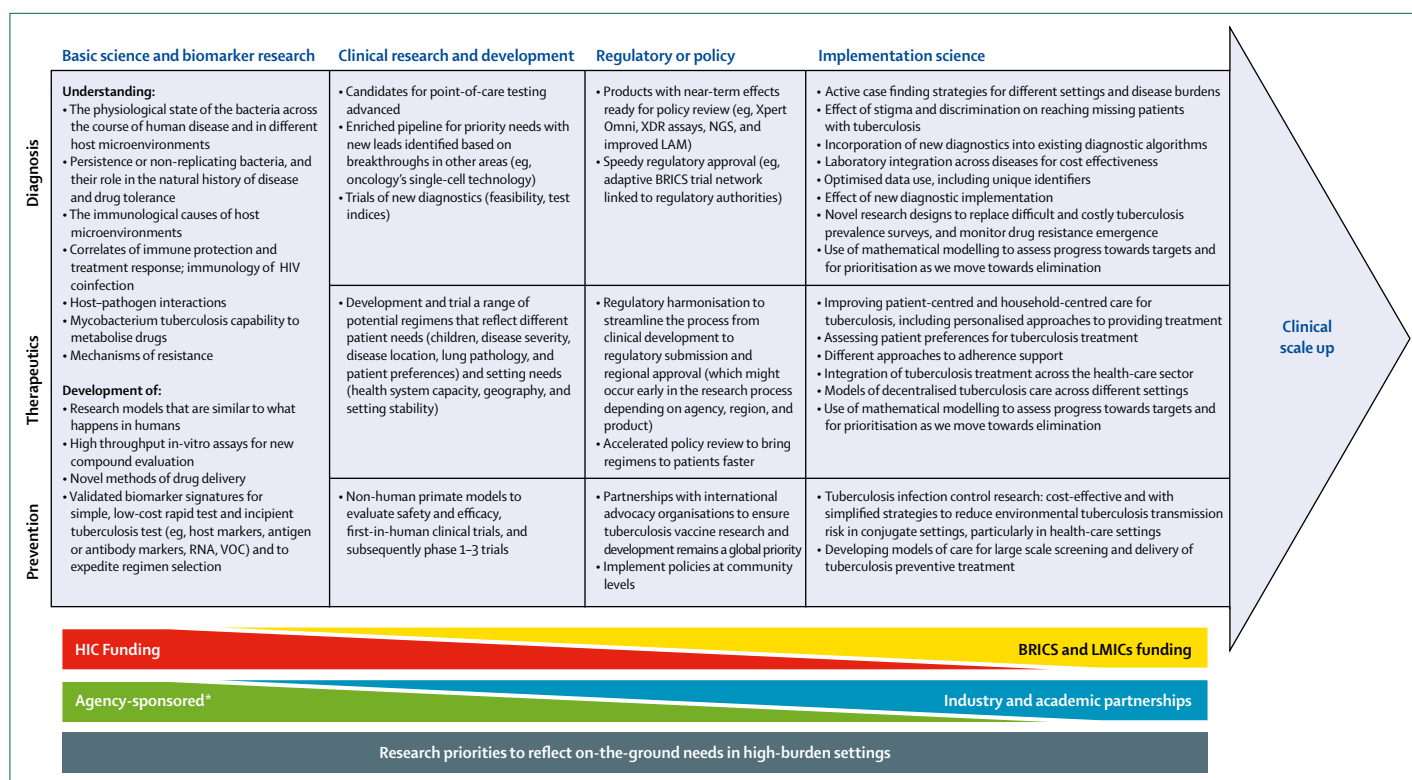 Basic science and biomarker research
Clinical research and development
Regulatory or policy
Implementation science
Diagnosis
Understanding:
• The physiological state of the bacteria across
the course of human disease and in different
host microenvironments
• Persistence or non-replicating bacteria, and
their role in the natural history of disease
and drug tolerance
• The immunological causes of host
microenvironments
• Correlates of immune protection and
treatment response; immunology of HIV
coinfection
• Host–pathogen interactions
• Mycobacterium tuberculosis capability to
metabolise drugs
• Mechanisms of resistance
Development of:
• Research models that are similar to what
happens in humans
• High throughput in-vitro assays for new
compound evaluation
• Novel methods of drug delivery
• Validated biomarker signatures for
simple, low-cost rapid test and incipient
tuberculosis test (eg, host markers, antigen
or antibody markers, RNA, VOC) and to
expedite regimen selection
• Candidates for point-of-care testing
advanced
• Enriched pipeline for priority needs with
new leads identified based on
breakthroughs in other areas (eg,
oncology's single-cell technology)
• Trials of new diagnostics (feasibility, test
indices)
• Products with near-term effects
ready for policy review (eg, Xpert
Omni, XDR assays, NGS, and
improved LAM)
• Speedy regulatory approval (eg,
adaptive BRICS trial network
linked to regulatory authorities)
• Active case finding strategies for different settings and disease burdens
• Effect of stigma and discrimination on reaching missing patients
with tuberculosis
• Incorporation of new diagnostics into existing diagnostic algorithms
• Laboratory integration across diseases for cost effectiveness
• Optimised data use, including unique identifiers
• Effect of new diagnostic implementation
• Novel research designs to replace difficult and costly tuberculosis
prevalence surveys, and monitor drug resistance emergence
• Use of mathematical modelling to assess progress towards targets and
for prioritisation as we move towards elimination
Therapeutics
• Development and trial a range of
potential regimens that reflect different
patient needs (children, disease severity,
disease location, lung pathology, and
patient preferences) and setting needs
(health system capacity, geography, and
setting stability)
• Regulatory harmonisation to
streamline the process from
clinical development to
regulatory submission and
regional approval (which might
occur early in the research process
depending on agency, region, and
product)
• Accelerated policy review to bring
regimens to patients faster
• Improving patient-centred and household-centred care for
tuberculosis, including personalised approaches to providing treatment
• Assessing patient preferences for tuberculosis treatment
• Different approaches to adherence support
• Integration of tuberculosis treatment across the health-care sector
• Models of decentralised tuberculosis care across different settings
• Use of mathematical modelling to assess progress towards targets and
for prioritisation as we move towards elimination
Prevention
• Non-human primate models to
evaluate safety and efficacy,
first-in-human clinical trials, and
subsequently phase 1–3 trials
• Partnerships with international
advocacy organisations to ensure
tuberculosis vaccine research and
development remains a global priority
• Implement policies at community
levels
• Tuberculosis infection control research: cost-effective and with
simplified strategies to reduce environmental tuberculosis transmission
risk in conjugate settings, particularly in health-care settings
• Developing models of care for large scale screening and delivery of
tuberculosis preventive treatment
Clinical
scale up
HIC Funding
BRICS and LMICs funding
Agency-sponsored*
Industry and academic partnerships
Research priorities to reflect on-the-ground needs in high-burden settings